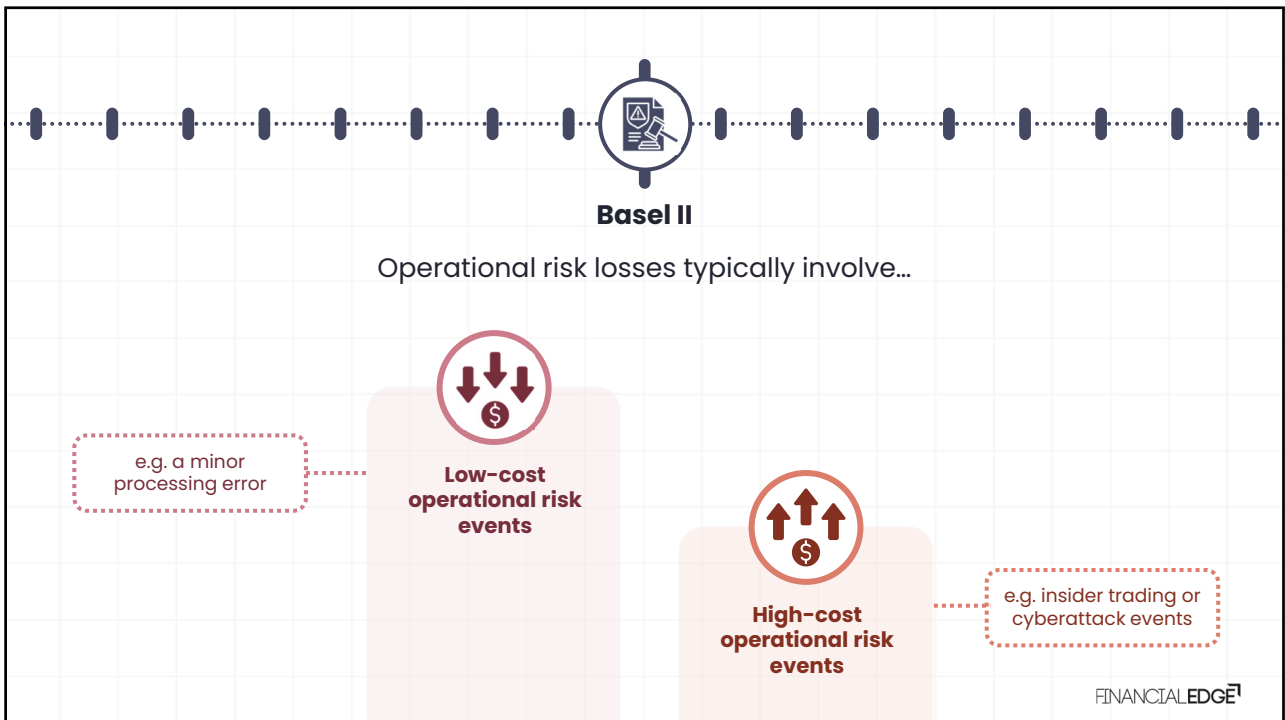 Basel II
Operational risk losses typically involve...
e.g. a minor
processing error
Low-cost
operational risk
events
$
$
High-cost
operational risk
events
e.g. insider trading or
cyberattack events
FINANCIALEDGE